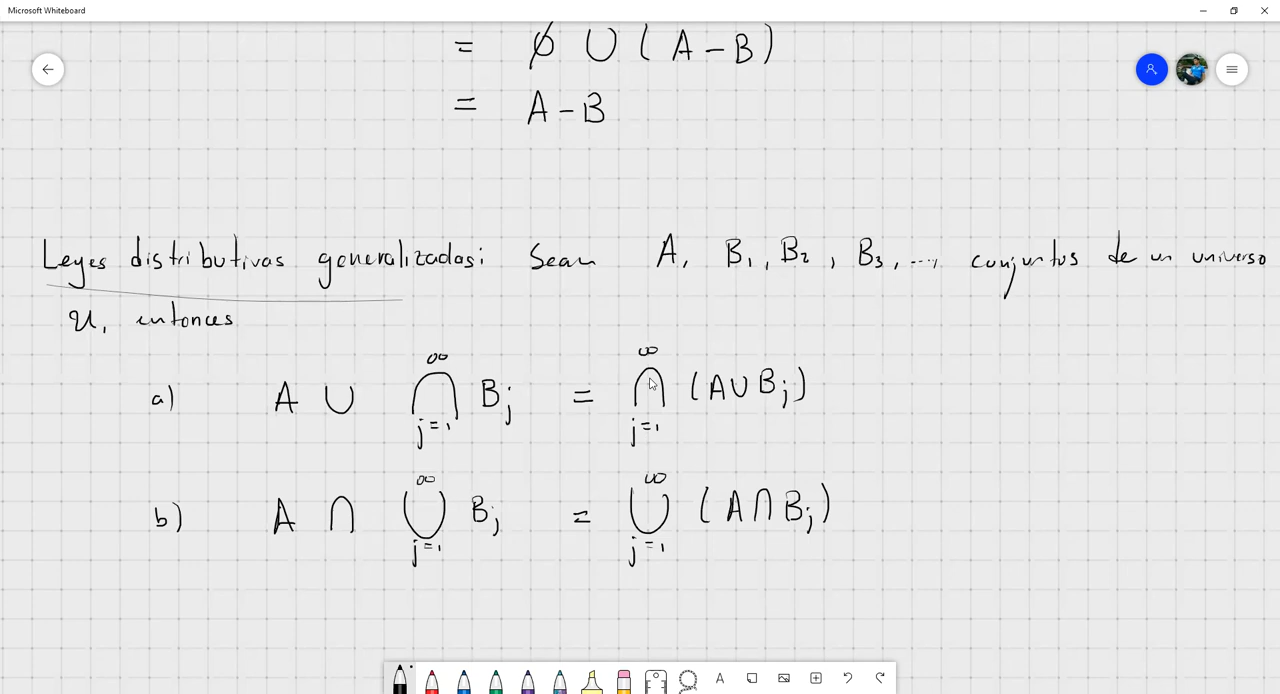 Microsoft Whiteboard
= ∅ ∪ (A - B)
= A - B
Leyes distributivas generalizadas: Sean A, B₁, B₂, B₃, ..., conjuntos de un universo
𝒰, entonces
a) A ∪ ⋂_{j=1}^{∞} B_j = ⋂_{j=1}^{∞} (A ∪ B_j)
b) A ∩ ⋃_{j=1}^{∞} B_j = ⋃_{j=1}^{∞} (A ∩ B_j)